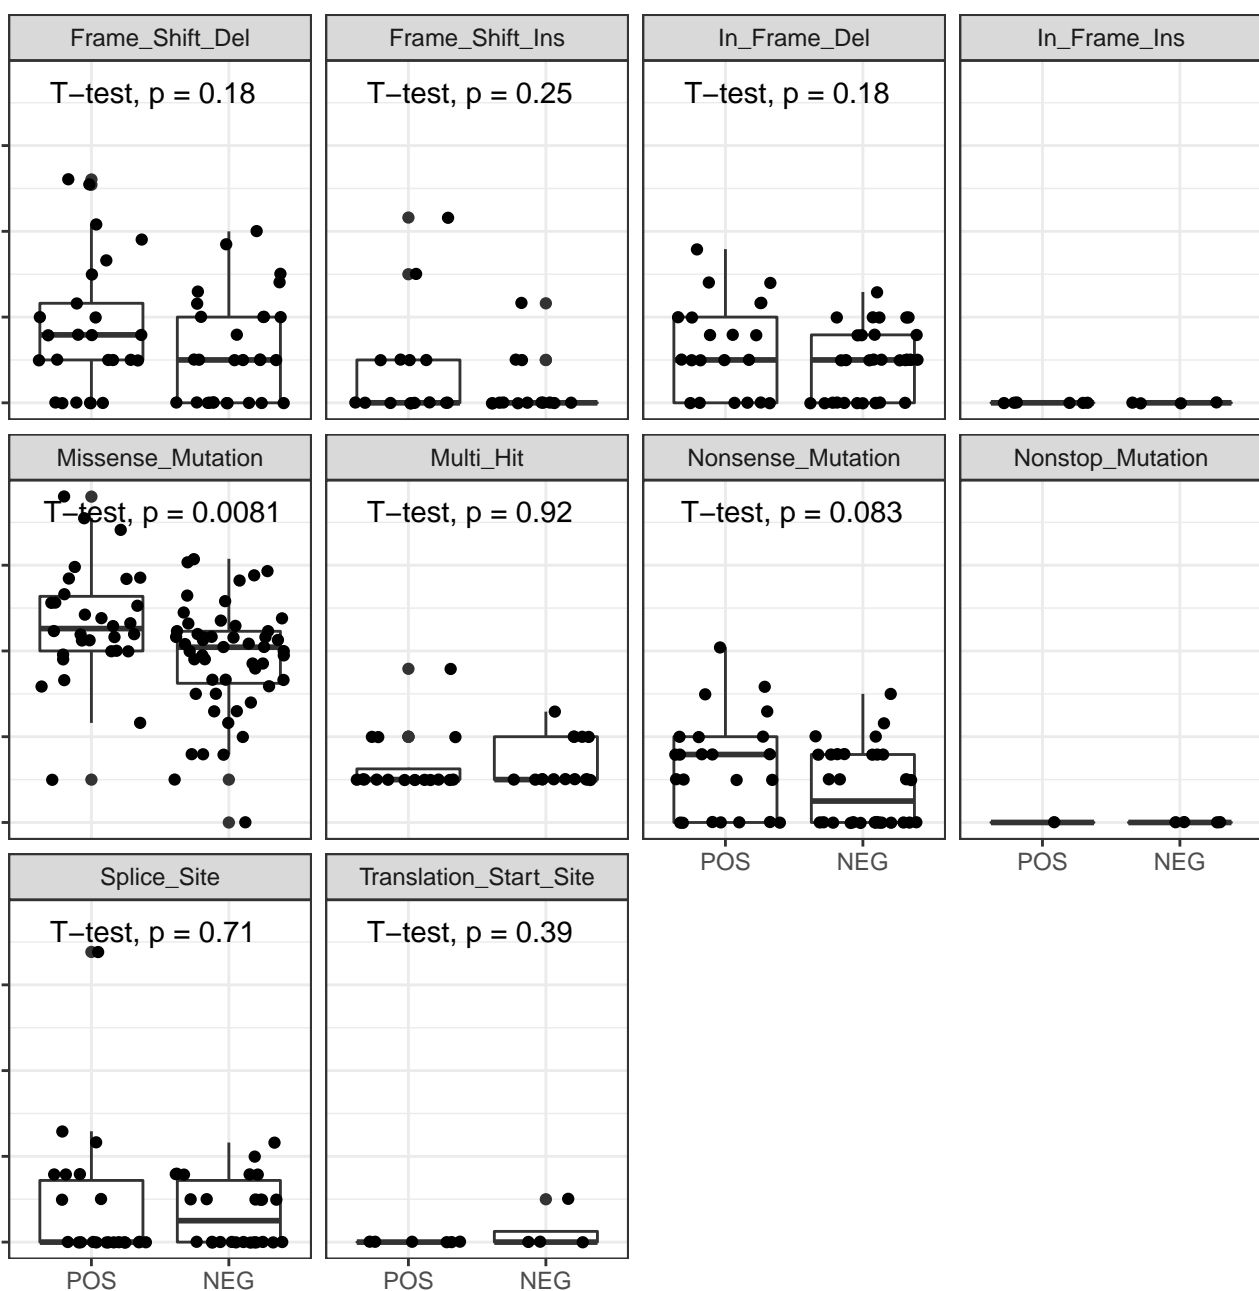 Frame_Shift_Del
Frame_Shift_Ins
In_Frame_Del
In_Frame_Ins
T−test, p = 0.18
T−test, p = 0.25
T−test, p = 0.18
Missense_Mutation
Multi_Hit
Nonsense_Mutation
Nonstop_Mutation
T−test, p = 0.0081
T−test, p = 0.92
T−test, p = 0.083
POS
NEG
POS
NEG
Splice_Site
Translation_Start_Site
T−test, p = 0.71
T−test, p = 0.39
POS
NEG
POS
NEG